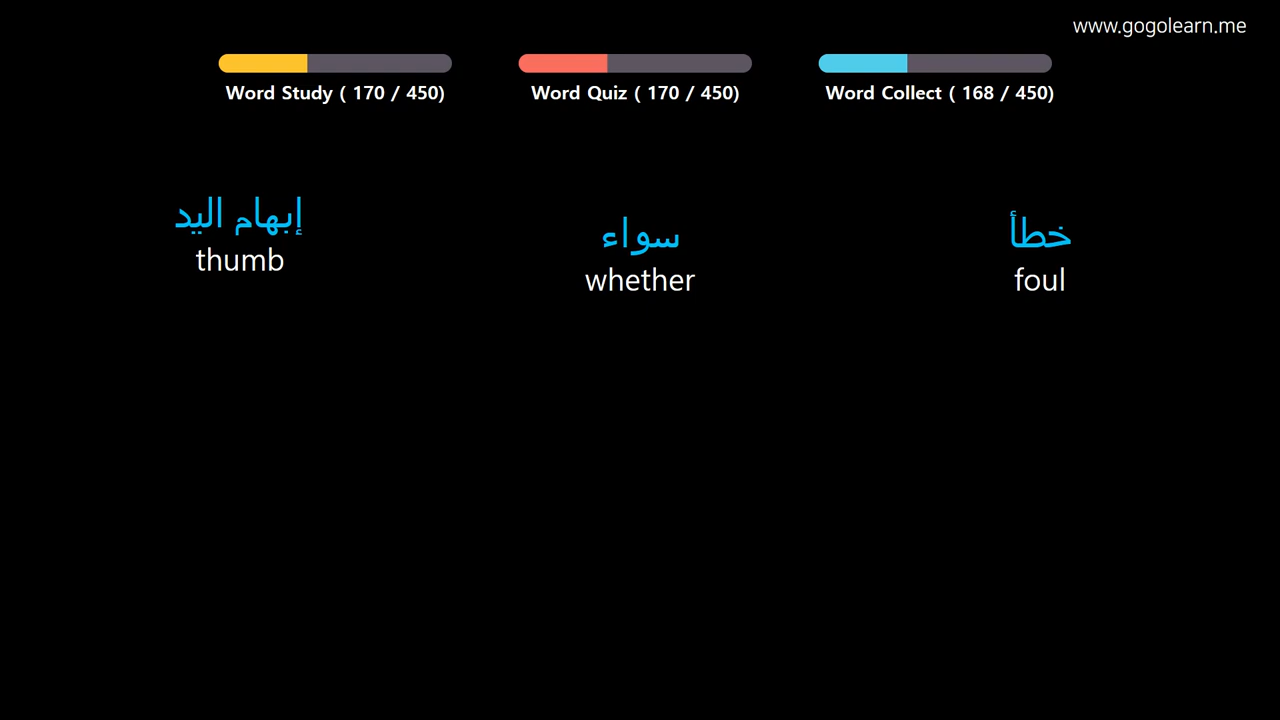 www.gogolearn.me
Word Study ( 170 / 450)
Word Quiz ( 170 / 450)
Word Collect ( 168 / 450)
إبهام اليد
thumb
سواء
whether
خطأ
foul